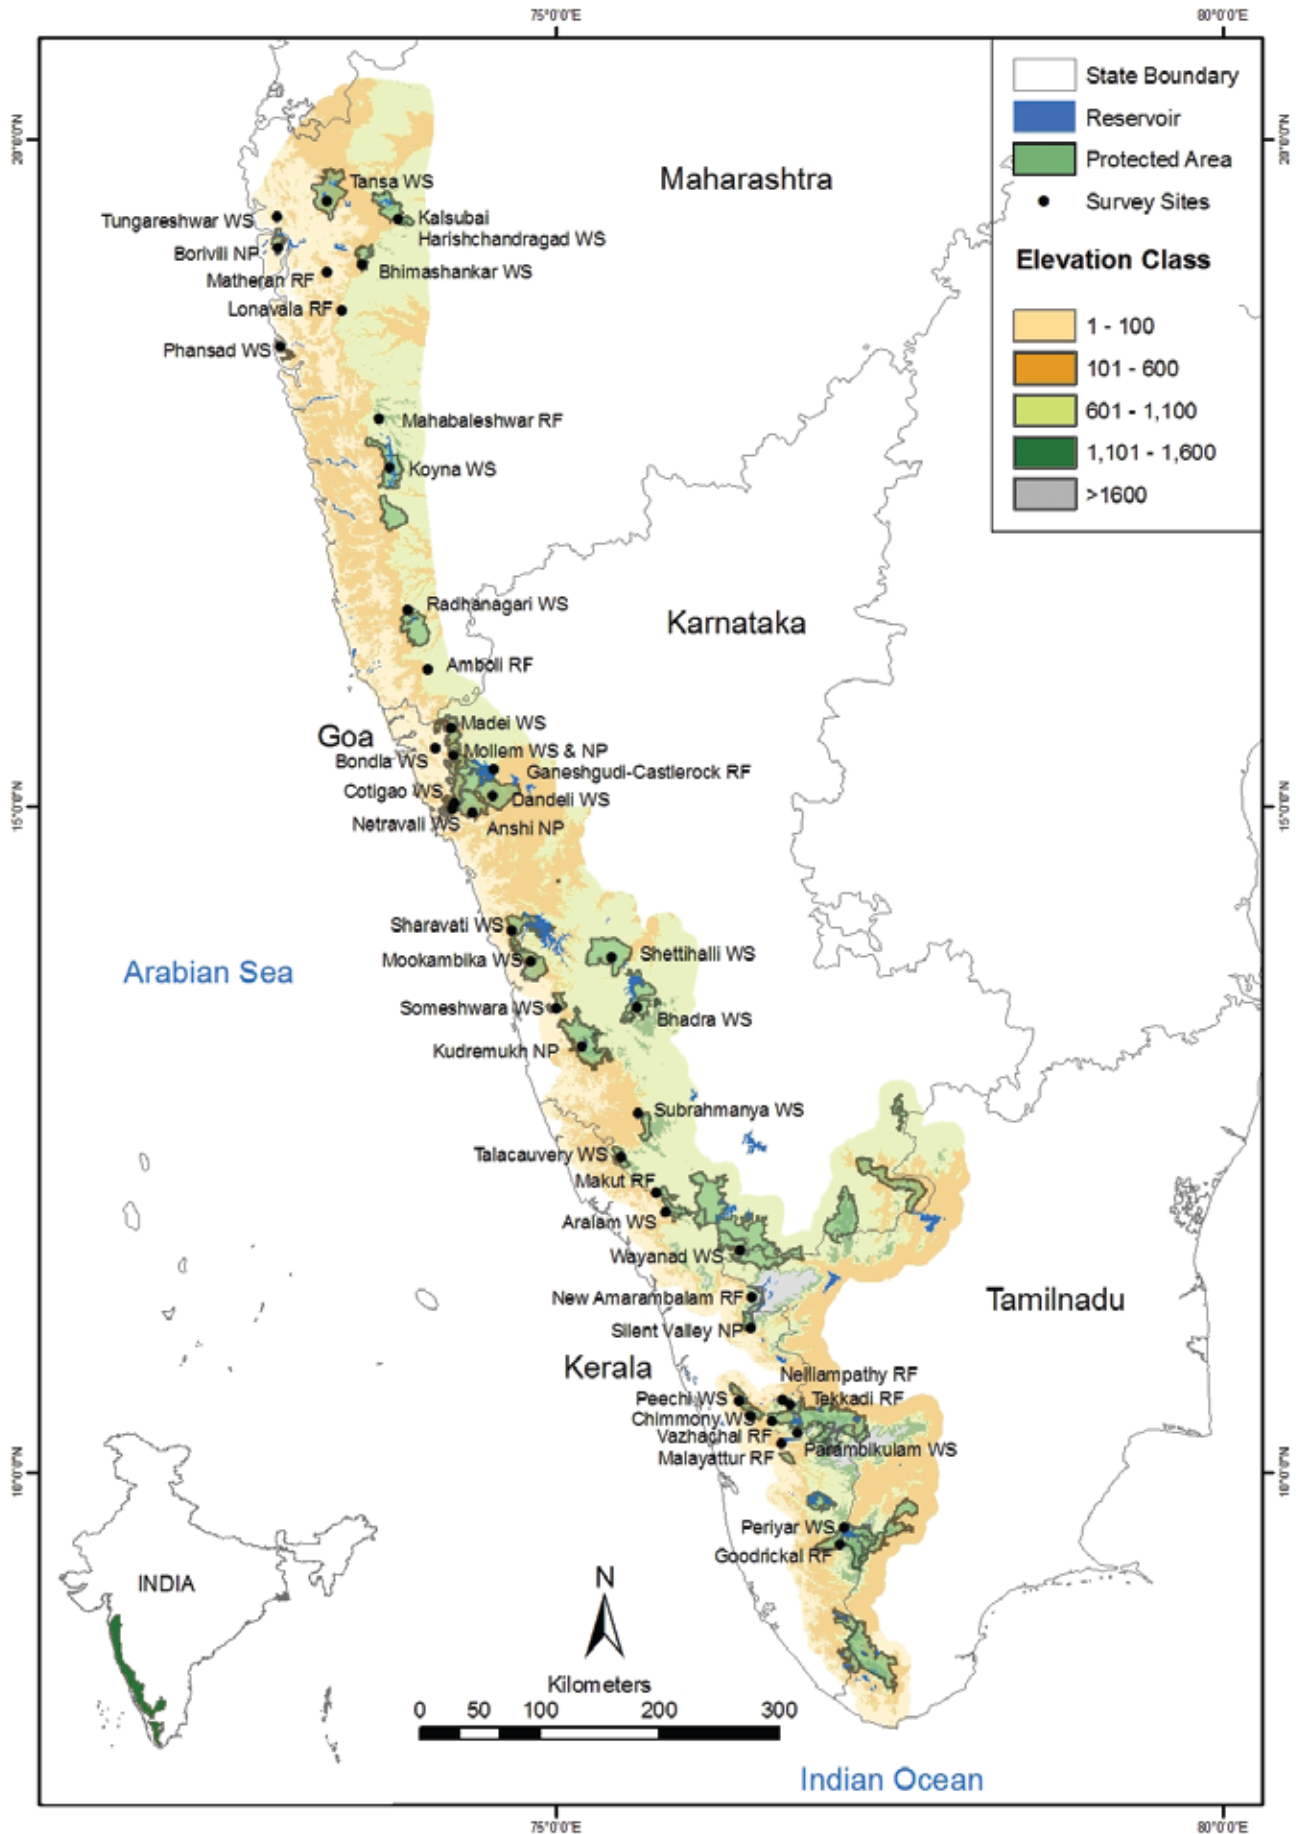 75°0'0"E
80°0'0"E
20°0'0"N
20°0'0"N
State Boundary
Reservoir
Protected Area
Survey Sites
Elevation Class
1 - 100
101 - 600
601 - 1,100
1,101 - 1,600
>1600
Maharashtra
Tansa WS
Tungareshwar WS
Kalsubai
Harishchandragad WS
Borivili NP
Matheran RF
Bhimashankar WS
Lonavala RF
Phansad WS
Mahabaleshwar RF
Koyna WS
Radhanagari WS
Karnataka
Amboli RF
Madei WS
Goa
Bondla WS
Mollem WS & NP
Ganeshgudi-Castlerock RF
Cotigao WS
Dandeli WS
15°0'0"N
15°0'0"N
Netravali WS
Anshi NP
Sharavati WS
Shettihalli WS
Mookambika WS
Arabian Sea
Someshwara WS
Bhadra WS
Kudremukh NP
Subrahmanya WS
Talacauvery WS
Makut RF
Aralam WS
Wayanad WS
New Amarambalam RF
Tamilnadu
Silent Valley NP
Kerala
Nelliampathy RF
Peechi WS
Tekkadi RF
Chimmony WS
Vazhachal RF
Parambikulam WS
Malayattur RF
10°0'0"N
10°0'0"N
Periyar WS
Goodrickal RF
INDIA
N
Kilometers
0 50 100 200 300
Indian Ocean
75°0'0"E
80°0'0"E